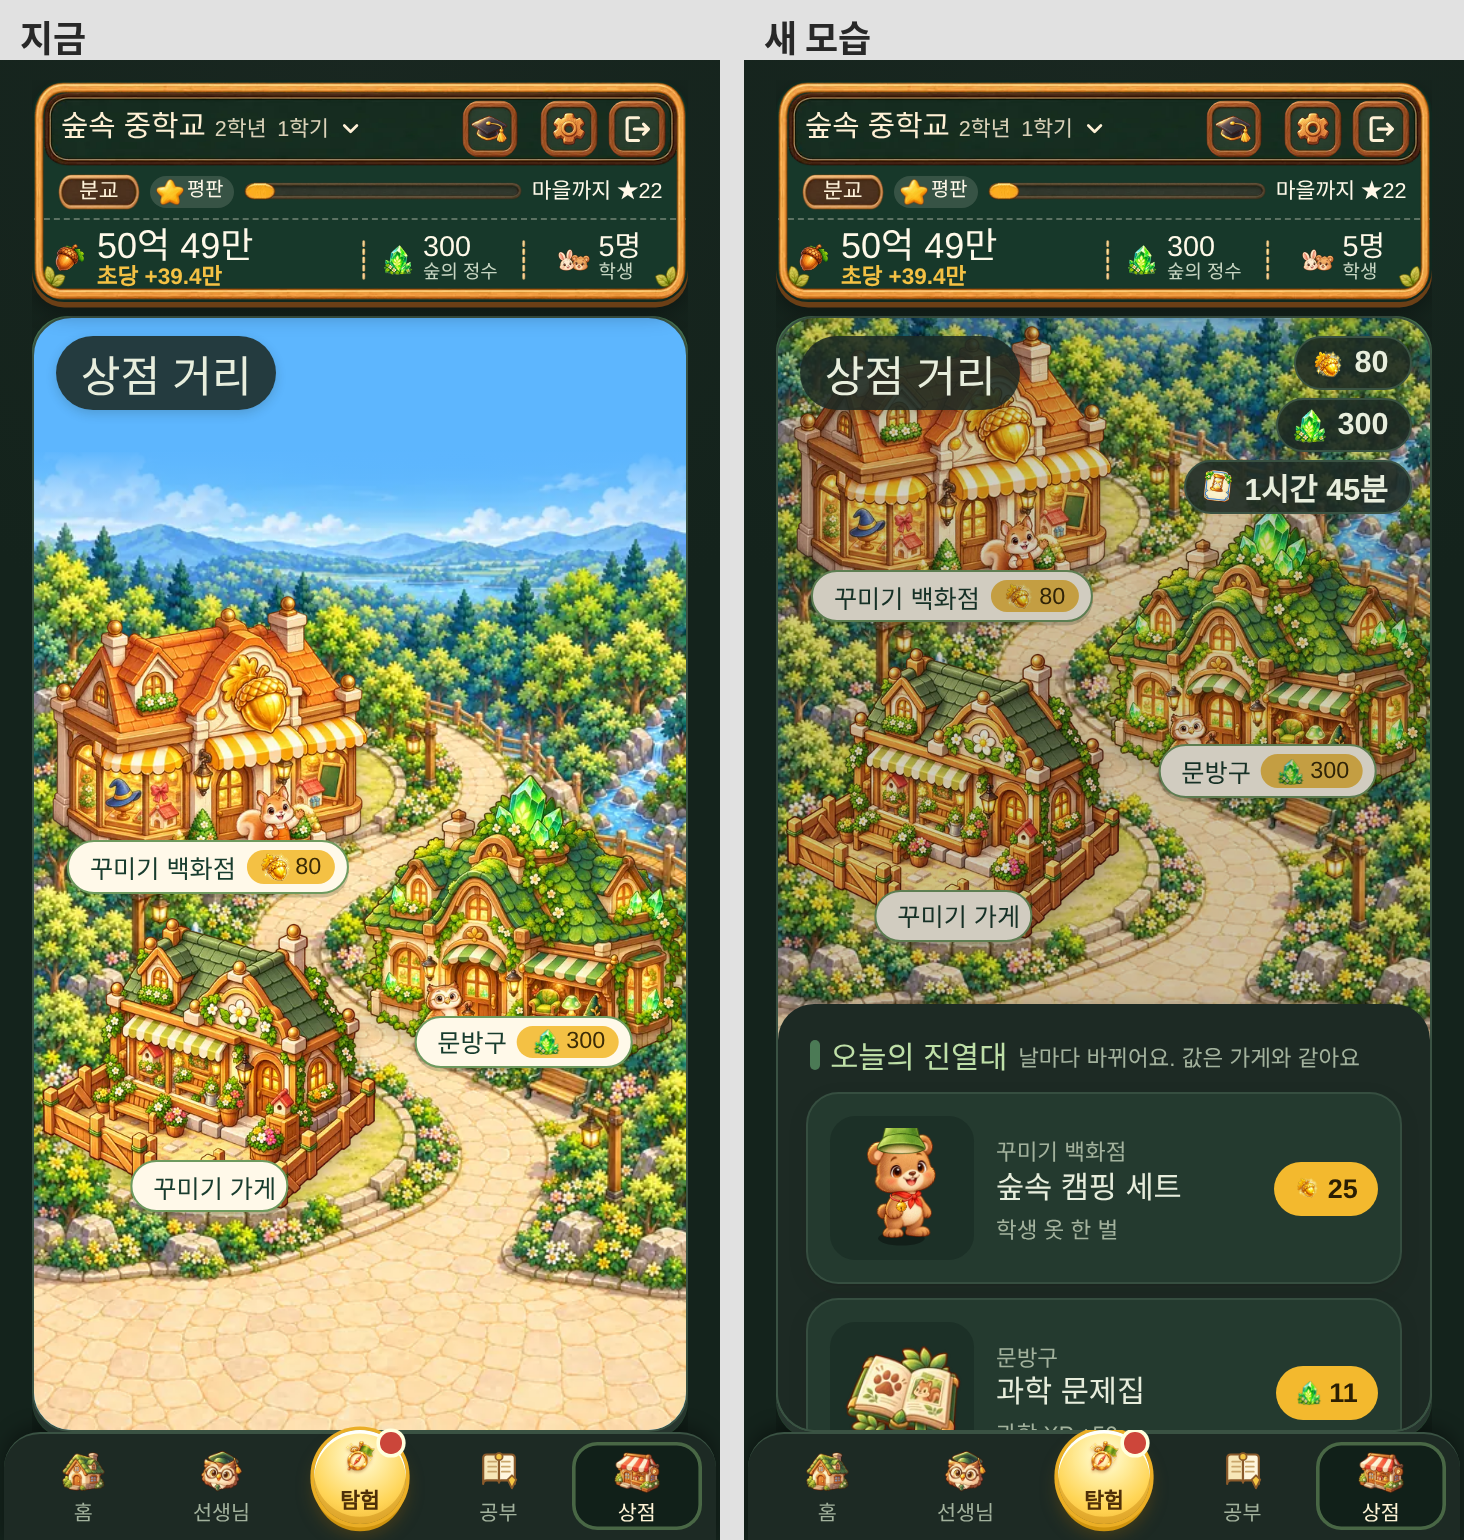 지금
숲속 중학교 2학년 1학기
분교 평판 마을까지 ★22
50억 49만 300 5명
초당 +39.4만 숲의 정수 학생
상점 거리
꾸미기 백화점 80
문방구 300
꾸미기 가게
홈 선생님 탐험 공부 상점
새 모습
숲속 중학교 2학년 1학기
분교 평판 마을까지 ★22
50억 49만 300 5명
초당 +39.4만 숲의 정수 학생
상점 거리
80
300
1시간 45분
꾸미기 백화점 80
문방구 300
꾸미기 가게
오늘의 진열대 날마다 바뀌어요. 값은 가게와 같아요
꾸미기 백화점
숲속 캠핑 세트 25
학생 옷 한 벌
문방구
과학 문제집 11
홈 선생님 탐험 공부 상점